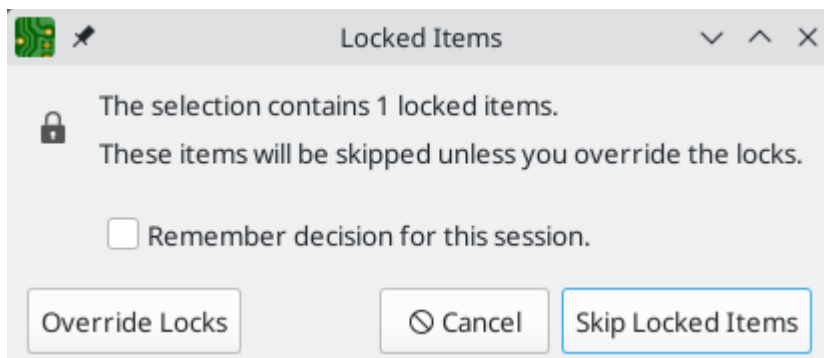 Locked Items
The selection contains 1 locked items.
These items will be skipped unless you override the locks.
Remember decision for this session.
Override Locks
Cancel
Skip Locked Items